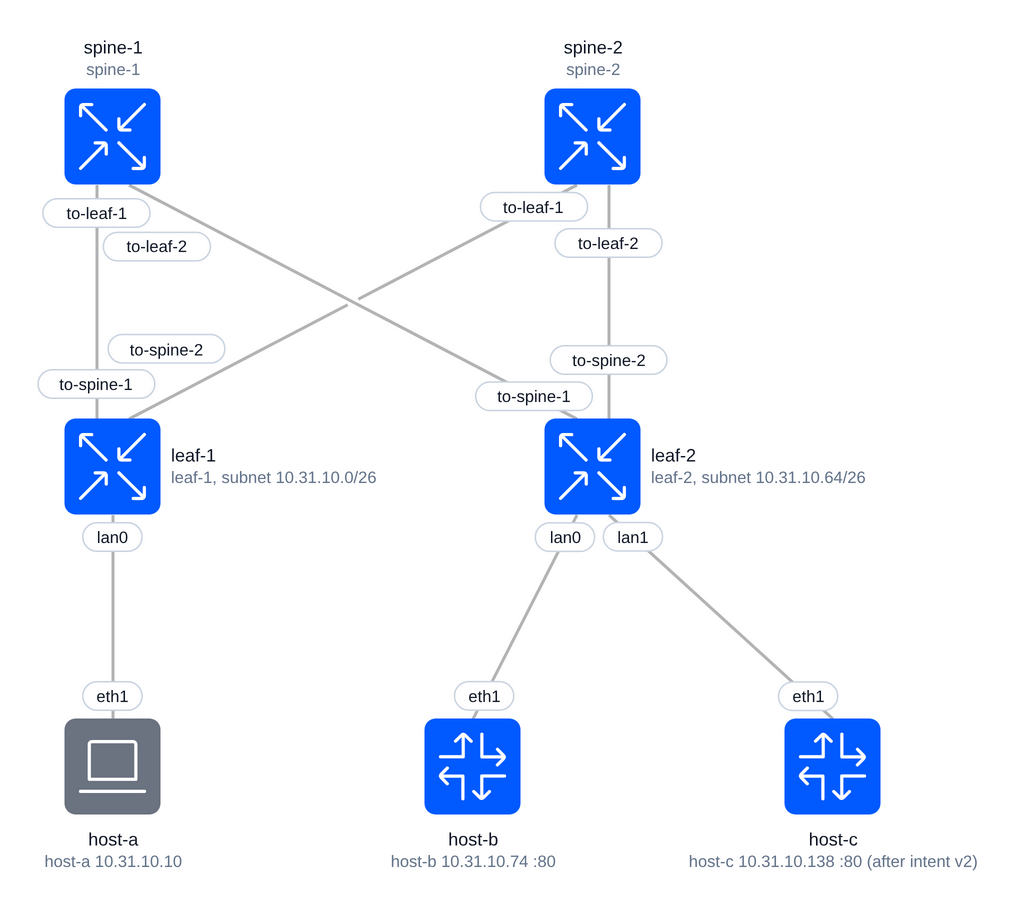 spine-1
spine-1
spine-2
spine-2
to-leaf-1
to-leaf-2
to-leaf-1
to-leaf-2
to-spine-2
to-spine-1
to-spine-2
to-spine-1
leaf-1
leaf-1, subnet 10.31.10.0/26
leaf-2
leaf-2, subnet 10.31.10.64/26
lan0
lan0
lan1
eth1
eth1
eth1
host-a
host-a 10.31.10.10
host-b
host-b 10.31.10.74 :80
host-c
host-c 10.31.10.138 :80 (after intent v2)